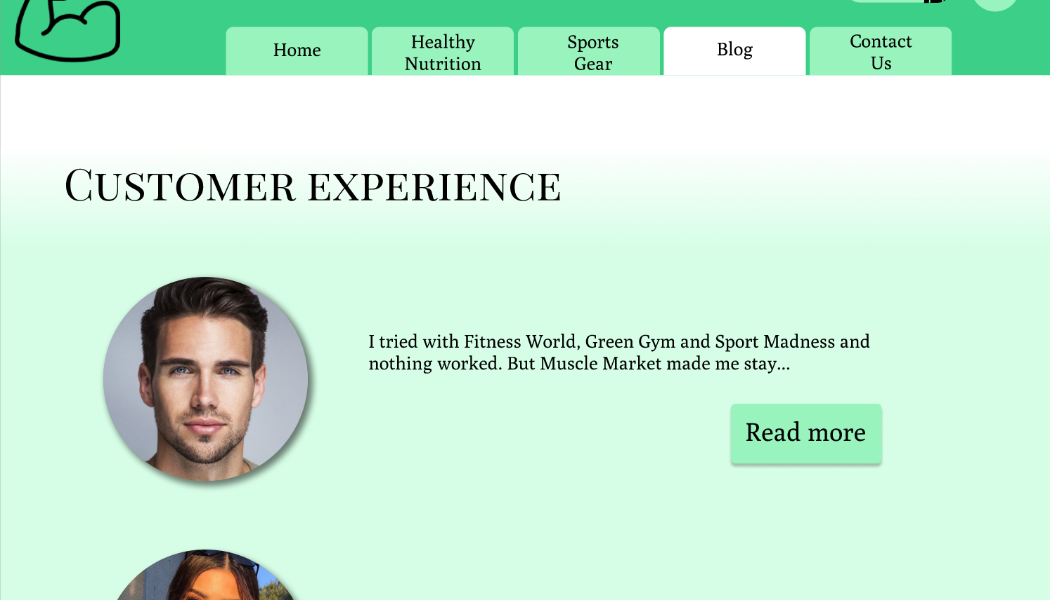 Home
Healthy
Nutrition
Sports
Gear
Blog
Contact
Us
Customer experience
I tried with Fitness World, Green Gym and Sport Madness and
nothing worked. But Muscle Market made me stay...
Read more